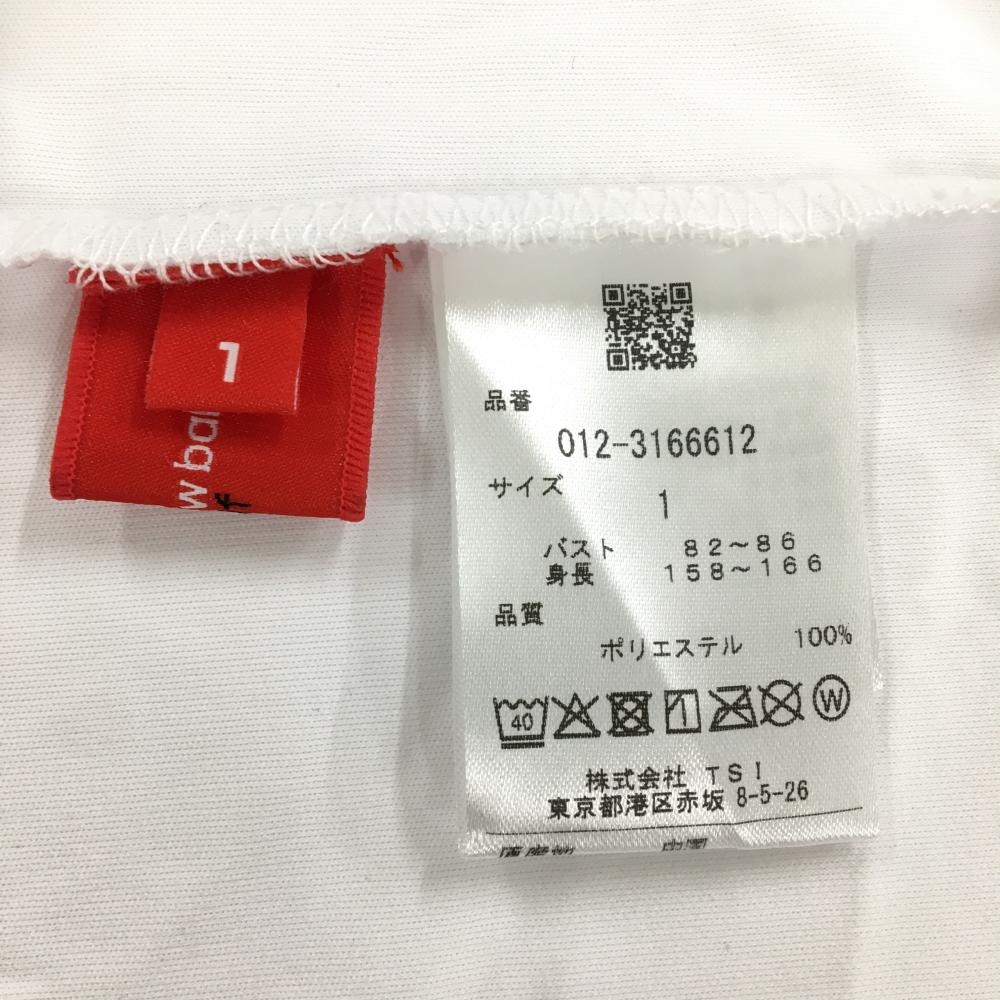 1
w ba
品番
012-3166612
サイズ
1
バスト 82〜86
身長 158〜166
品質
ポリエステル 100%
40
1
W
株式会社 TSI
東京都港区赤坂 8-5-26